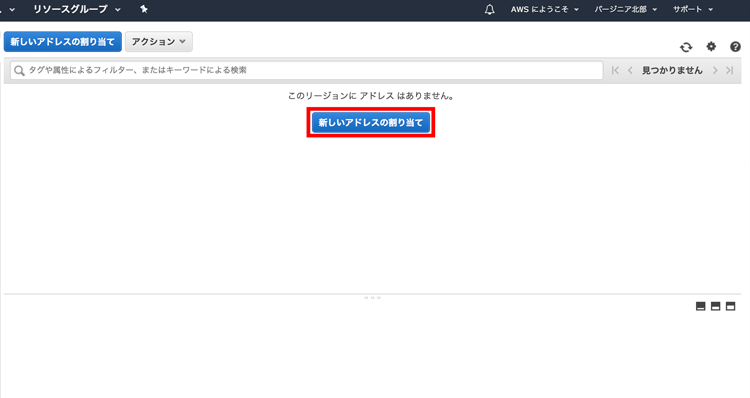 リソースグループ
AWS にようこそ
バージニア北部
サポート
新しいアドレスの割り当て
アクション
タグや属性によるフィルター、またはキーワードによる検索
見つかりません
このリージョンに アドレス はありません。
新しいアドレスの割り当て